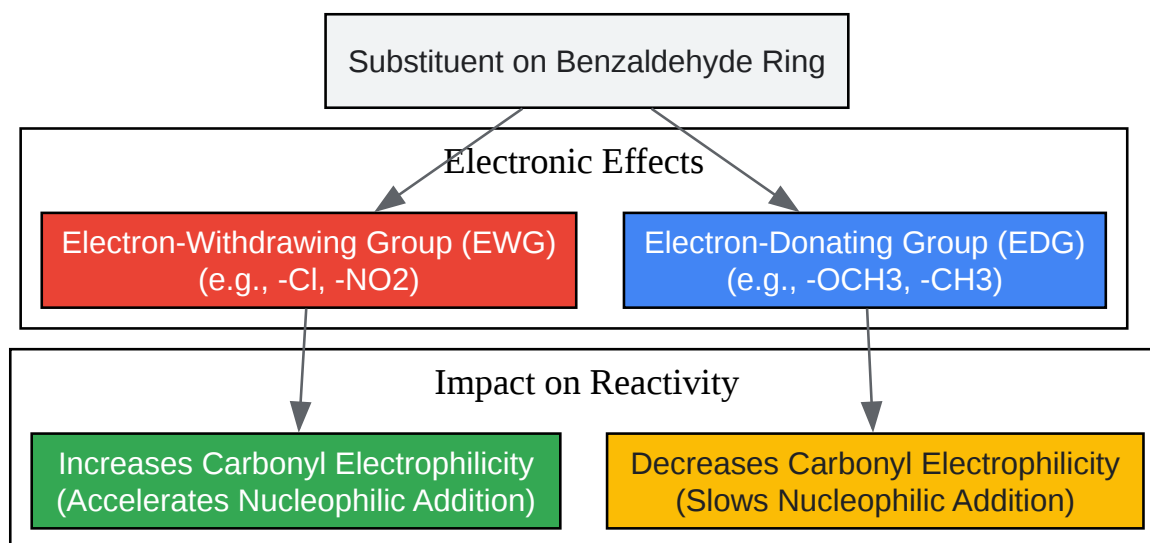 Substituent on Benzaldehyde Ring
Electronic Effects
Electron-Withdrawing Group (EWG)
(e.g., -Cl, -NO2)
Electron-Donating Group (EDG)
(e.g., -OCH3, -CH3)
Impact on Reactivity
Increases Carbonyl Electrophilicity
(Accelerates Nucleophilic Addition)
Decreases Carbonyl Electrophilicity
(Slows Nucleophilic Addition)